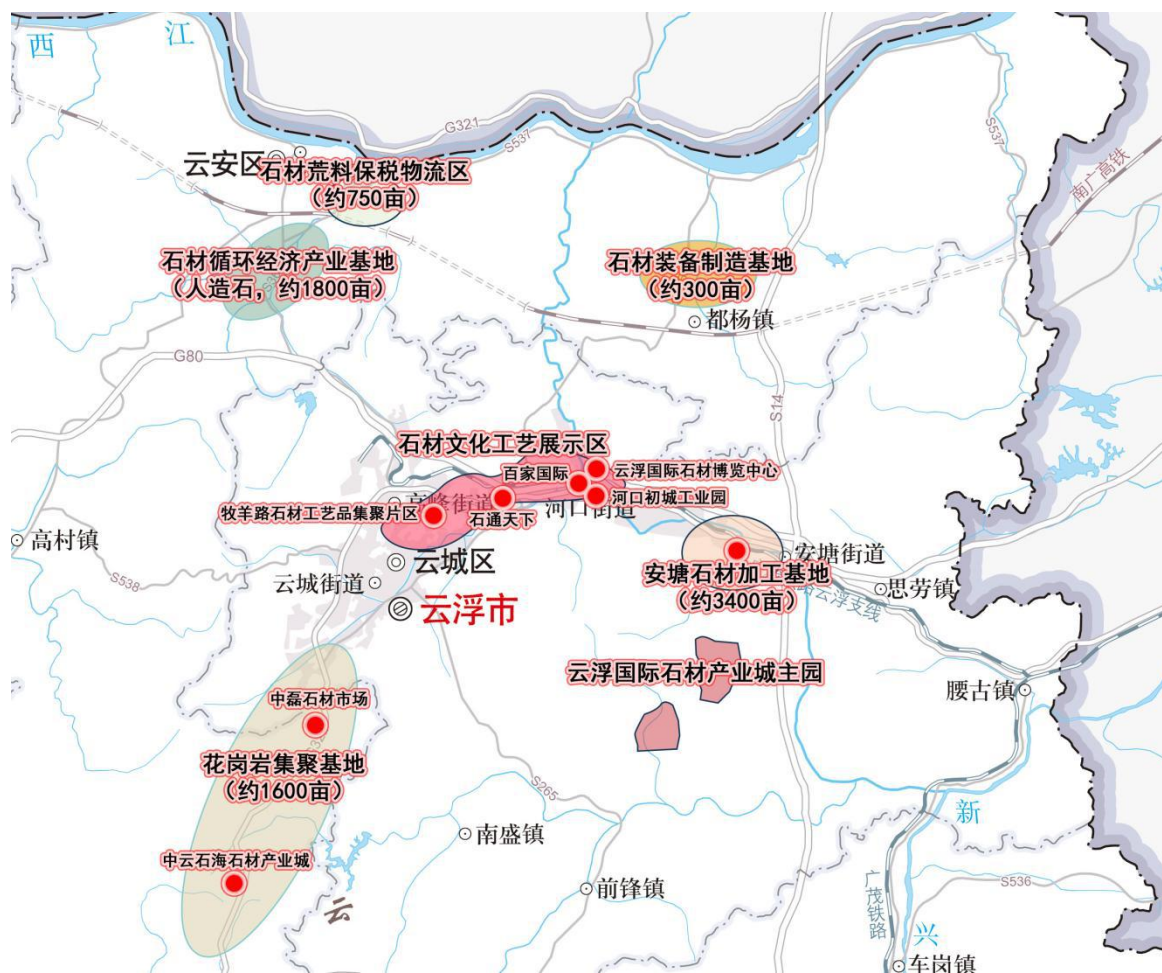 西
江
G321
S537
S537
云安区
石材荒料保税物流区
（约750亩）
南广高铁
石材循环经济产业基地
（人造石，约1800亩）
石材装备制造基地
（约300亩）
都杨镇
G80
S14
石材文化工艺展示区
百家国际
云浮国际石材博览中心
高峰街道
河口初城工业园
牧羊路石材工艺品集聚片区
石通天下
河口街道
高村镇
云城区
安塘街道
S538
云城街道
安塘石材加工基地
（约3400亩）
思劳镇
云浮支线
云浮市
云浮国际石材产业城主园
腰古镇
中磊石材市场
花岗岩集聚基地
（约1600亩）
S265
新
南盛镇
中云石海石材产业城
前锋镇
S536
云
广茂铁路
兴
车岗镇